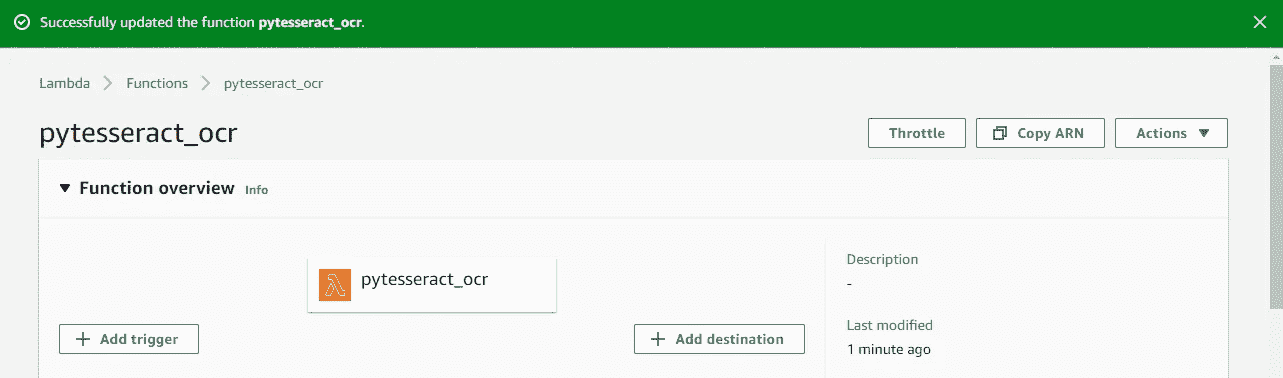 Successfully updated the function pytesseract_ocr.
Lambda > Functions > pytesseract_ocr
pytesseract_ocr
Throttle
Copy ARN
Actions
Function overview Info
pytesseract_ocr
Description
-
+ Add trigger
+ Add destination
Last modified
1 minute ago